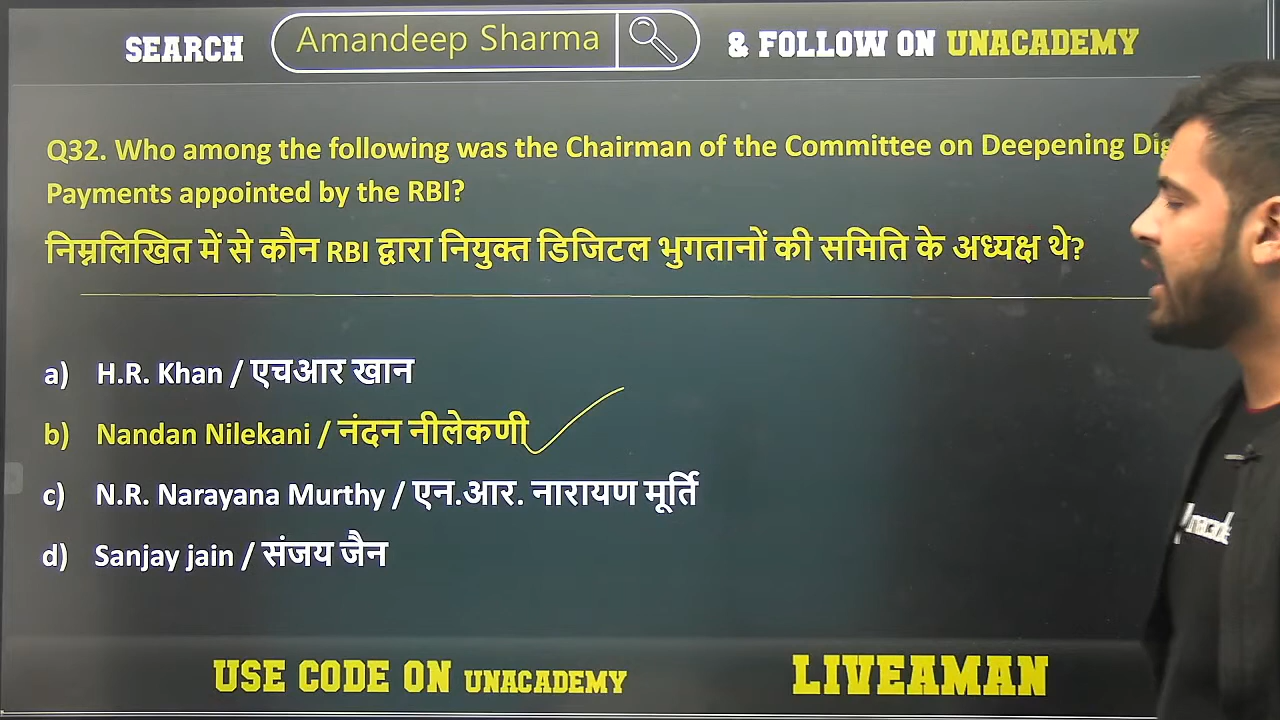 SEARCH Amandeep Sharma & FOLLOW ON UNACADEMY
Q32. Who among the following was the Chairman of the Committee on Deepening Dig
Payments appointed by the RBI?
निम्नलिखित में से कौन RBI द्वारा नियुक्त डिजिटल भुगतानों की समिति के अध्यक्ष थे?
a) H.R. Khan / एचआर खान
b) Nandan Nilekani / नंदन नीलेकणी
c) N.R. Narayana Murthy / एन.आर. नारायण मूर्ति
d) Sanjay jain / संजय जैन
USE CODE ON UNACADEMY LIVEAMAN